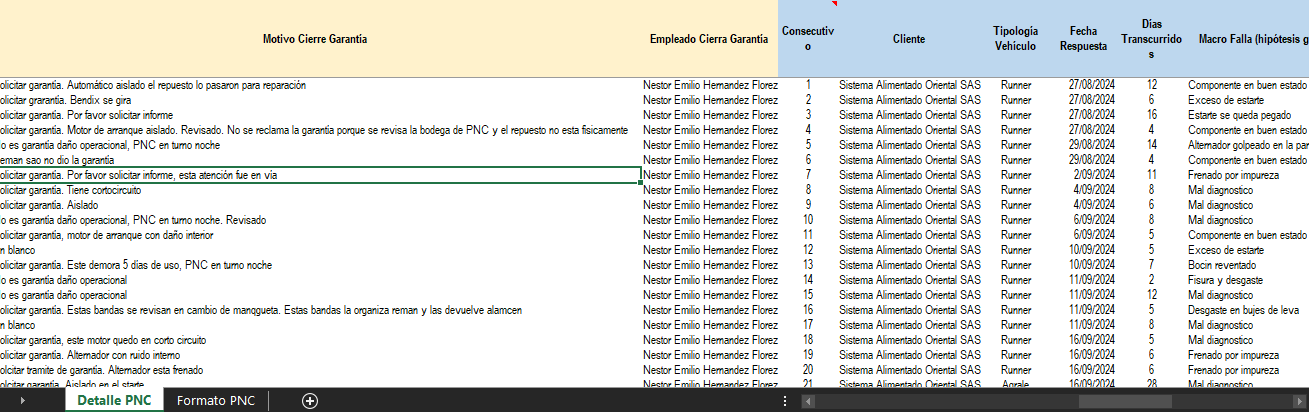 Motivo Cierre Garantia Empleado Cierra Garantia Consecutivo Cliente Tipología Vehículo Fecha Respuesta Días Transcurridos Macro Falla (hipótesis g
olicitar garantía. Automático aislado el repuesto lo pasaron para reparación Nestor Emilio Hernandez Florez 1 Sistema Alimentado Oriental SAS Runner 27/08/2024 12 Componente en buen estado
olicitar grarantía. Bendix se gira Nestor Emilio Hernandez Florez 2 Sistema Alimentado Oriental SAS Runner 27/08/2024 6 Exceso de estarte
olicitar garantía. Por favor solicitar informe Nestor Emilio Hernandez Florez 3 Sistema Alimentado Oriental SAS Runner 27/08/2024 16 Estarte se queda pegado
olicitar garantía. Motor de arranque aislado. Revisado. No se reclama la garantía porque se revisa la bodega de PNC y el repuesto no esta fisicamente Nestor Emilio Hernandez Florez 4 Sistema Alimentado Oriental SAS Runner 27/08/2024 4 Componente en buen estado
lo es garantía daño operacional, PNC en turno noche Nestor Emilio Hernandez Florez 5 Sistema Alimentado Oriental SAS Runner 29/08/2024 14 Alternador golpeado en la par
eman sao no dio la garantía Nestor Emilio Hernandez Florez 6 Sistema Alimentado Oriental SAS Runner 29/08/2024 4 Componente en buen estado
olicitar garantía. Por favor solicitar informe, esta atención fue en vía Nestor Emilio Hernandez Florez 7 Sistema Alimentado Oriental SAS Runner 2/09/2024 11 Frenado por impureza
olicitar garantía. Tiene cortocircuito Nestor Emilio Hernandez Florez 8 Sistema Alimentado Oriental SAS Runner 4/09/2024 8 Mal diagnostico
olicitar garantía. Aislado Nestor Emilio Hernandez Florez 9 Sistema Alimentado Oriental SAS Runner 4/09/2024 6 Mal diagnostico
lo es garantía daño operacional, PNC en turno noche. Revisado Nestor Emilio Hernandez Florez 10 Sistema Alimentado Oriental SAS Runner 6/09/2024 8 Mal diagnostico
olicitar garantía, motor de arranque con daño interior Nestor Emilio Hernandez Florez 11 Sistema Alimentado Oriental SAS Runner 6/09/2024 5 Componente en buen estado
n blanco Nestor Emilio Hernandez Florez 12 Sistema Alimentado Oriental SAS Runner 10/09/2024 5 Exceso de estarte
olicitar garantía. Este demora 5 días de uso, PNC en turno noche Nestor Emilio Hernandez Florez 13 Sistema Alimentado Oriental SAS Runner 10/09/2024 7 Bocin reventado
lo es garantía daño operacional Nestor Emilio Hernandez Florez 14 Sistema Alimentado Oriental SAS Runner 11/09/2024 2 Fisura y desgaste
lo es garantía daño operacional Nestor Emilio Hernandez Florez 15 Sistema Alimentado Oriental SAS Runner 11/09/2024 12 Mal diagnostico
olicitar garantía. Estas bandas se revisan en cambio de manqgueta. Estas bandas la organiza reman y las devuelve alamcen Nestor Emilio Hernandez Florez 16 Sistema Alimentado Oriental SAS Runner 11/09/2024 5 Desgaste en bujes de leva
n blanco Nestor Emilio Hernandez Florez 17 Sistema Alimentado Oriental SAS Runner 11/09/2024 8 Mal diagnostico
olicitar garantía, este motor quedo en corto circuito Nestor Emilio Hernandez Florez 18 Sistema Alimentado Oriental SAS Runner 16/09/2024 5 Mal diagnostico
olicitar garantía. Alternador con ruido interno Nestor Emilio Hernandez Florez 19 Sistema Alimentado Oriental SAS Runner 16/09/2024 6 Frenado por impureza
olcitar tramite de garantía. Alternador esta frenado Nestor Emilio Hernandez Florez 20 Sistema Alimentado Oriental SAS Runner 16/09/2024 6 Frenado por impureza
olcitar garantía. Aislado en el starte Nestor Emilio Hernandez Florez 21 Sistema Alimentado Oriental SAS Agrale 16/09/2024 28 Mal diagnostico
Detalle PNC Formato PNC